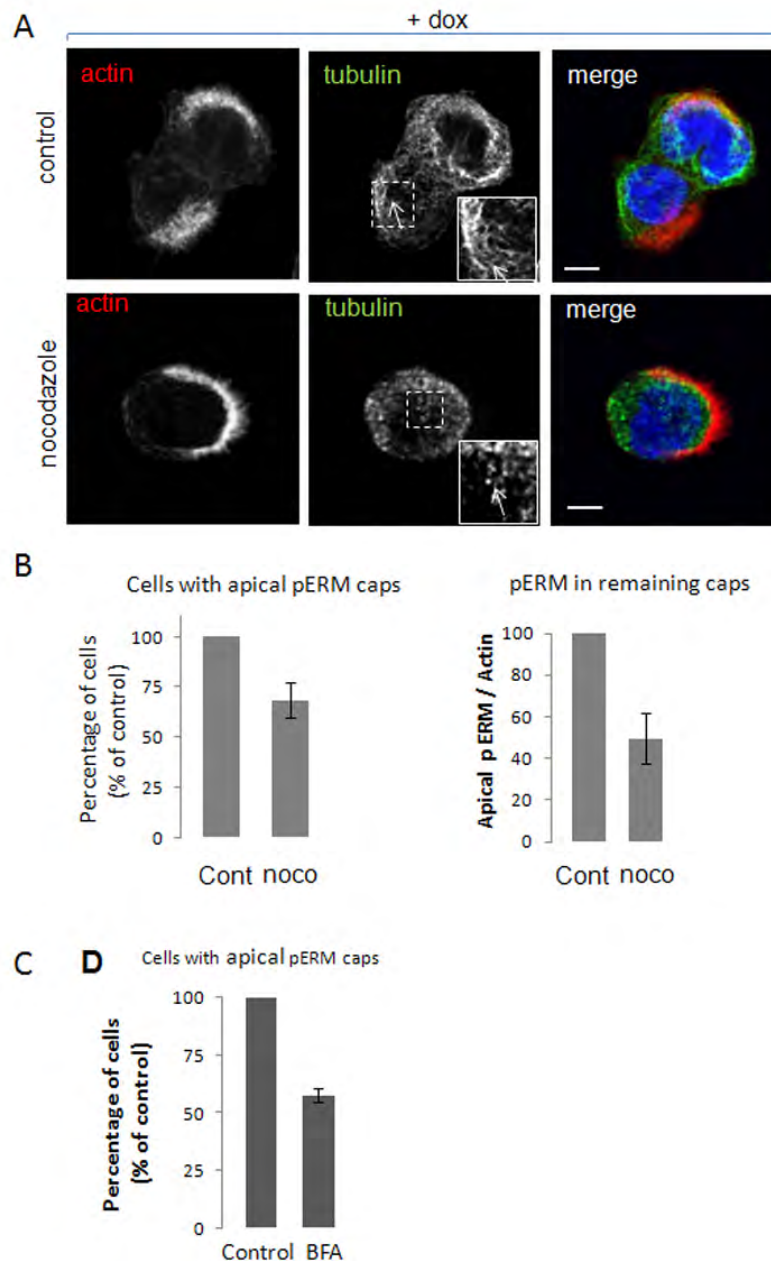 A
+ dox
control
actin
tubulin
merge
nocodazole
actin
tubulin
merge
B
Cells with apical pERM caps
Percentage of cells
(% of control)
100
75
50
25
0
Cont noco
pERM in remaining caps
Apical p ERM / Actin
100
80
60
40
20
0
Cont noco
C
D
Cells with apical pERM caps
Percentage of cells
(% of control)
100
75
50
25
0
Control BFA